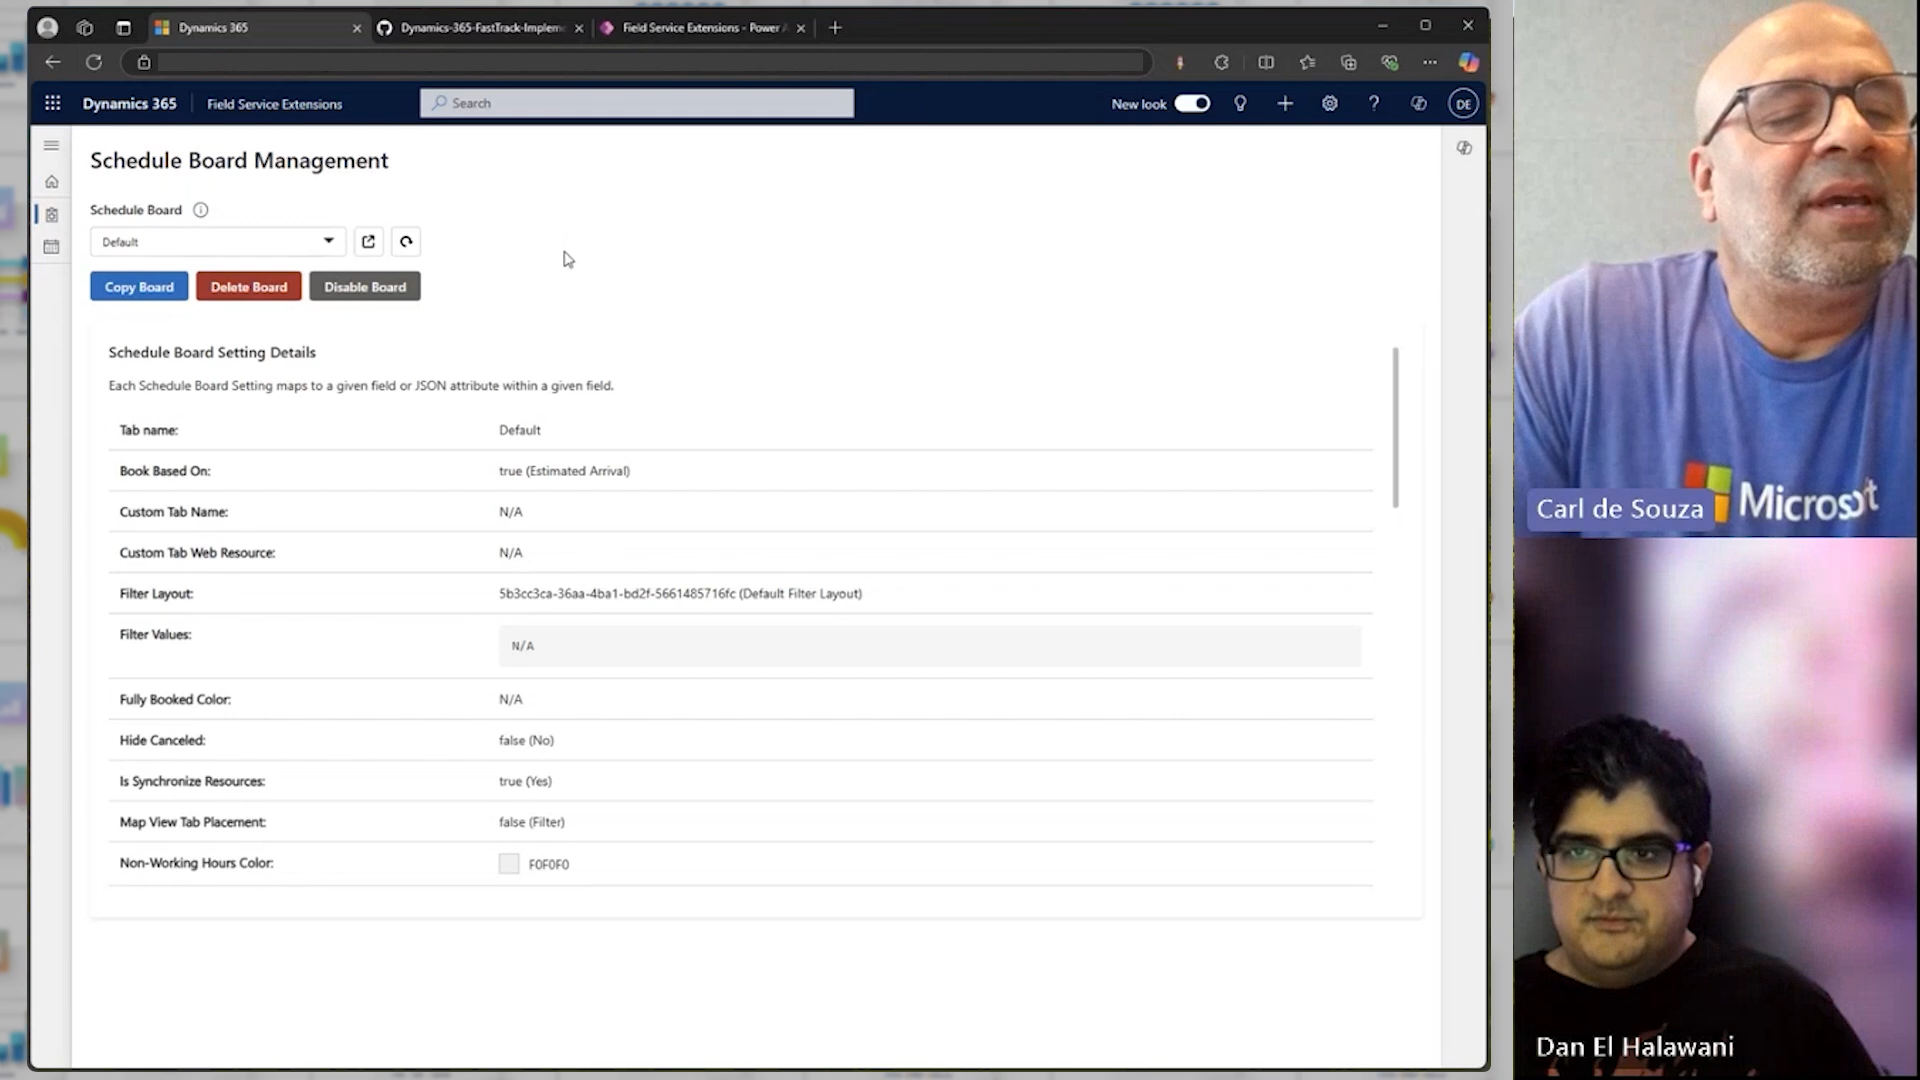 Dynamics 365
Dynamics-365-FastTrack-Implem
Field Service Extensions - Power
Dynamics 365
Field Service Extensions
Search
New look
DE
Schedule Board Management
Schedule Board
Default
Copy Board
Delete Board
Disable Board
Schedule Board Setting Details
Each Schedule Board Setting maps to a given field or JSON attribute within a given field.
Tab name: Default
Book Based On: true (Estimated Arrival)
Custom Tab Name: N/A
Custom Tab Web Resource: N/A
Filter Layout: 5b3cc3ca-36aa-4ba1-bd2f-5661485716fc (Default Filter Layout)
Filter Values: N/A
Fully Booked Color: N/A
Hide Canceled: false (No)
Is Synchronize Resources: true (Yes)
Map View Tab Placement: false (Filter)
Non-Working Hours Color: F0F0F0
Microsoft
Carl de Souza
Dan El Halawani